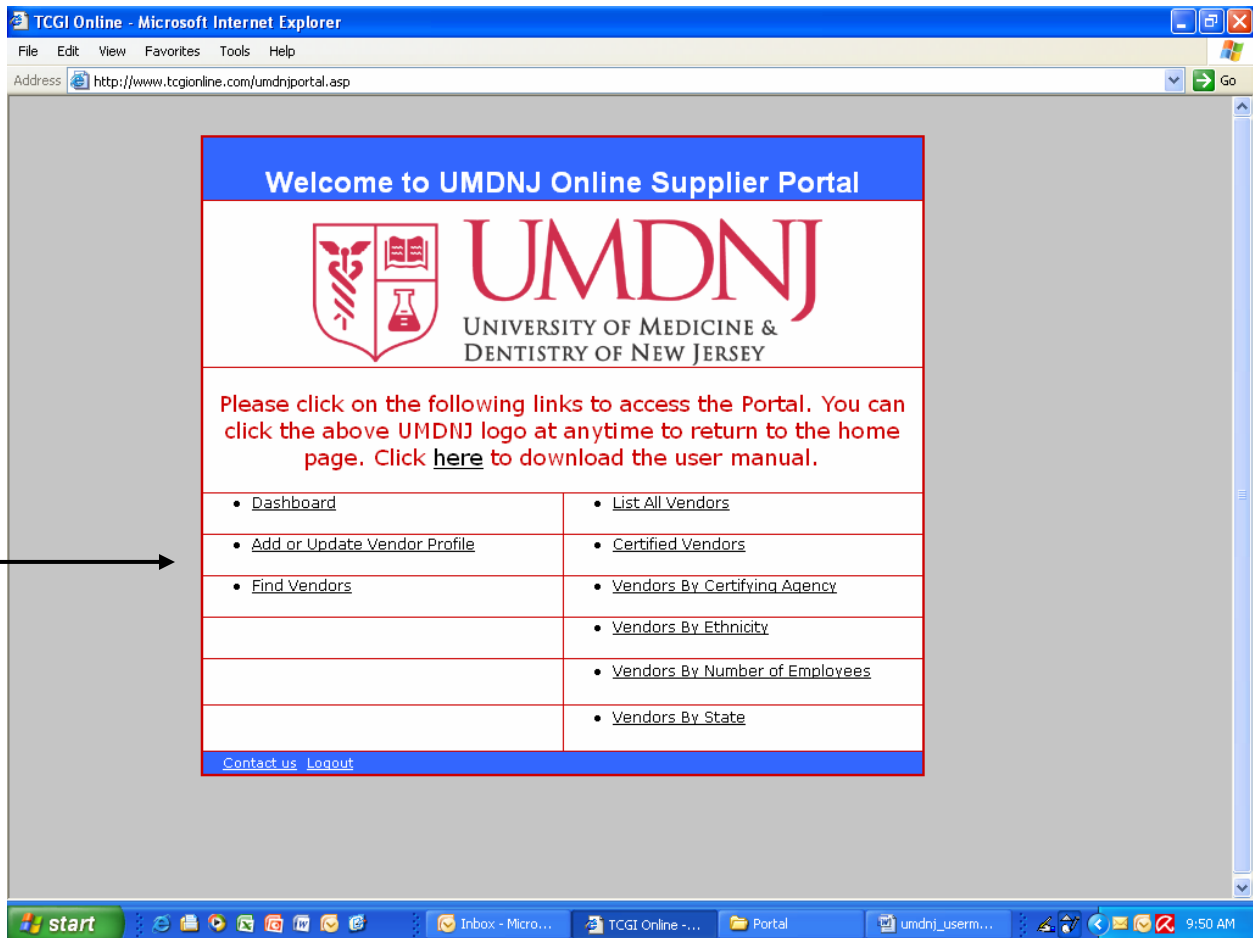 TCGI Online - Microsoft Internet Explorer
File Edit View Favorites Tools Help
Address http://www.tcgionline.com/umdnjportal.asp Go
Welcome to UMDNJ Online Supplier Portal
UMDNJ
UNIVERSITY OF MEDICINE &
DENTISTRY OF NEW JERSEY
Please click on the following links to access the Portal. You can
click the above UMDNJ logo at anytime to return to the home
page. Click here to download the user manual.
• Dashboard
• List All Vendors
• Add or Update Vendor Profile
• Certified Vendors
• Find Vendors
• Vendors By Certifying Agency
• Vendors By Ethnicity
• Vendors By Number of Employees
• Vendors By State
Contact us Logout
start Inbox - Micro... TCGI Online -... Portal umdnj_userm... 9:50 AM